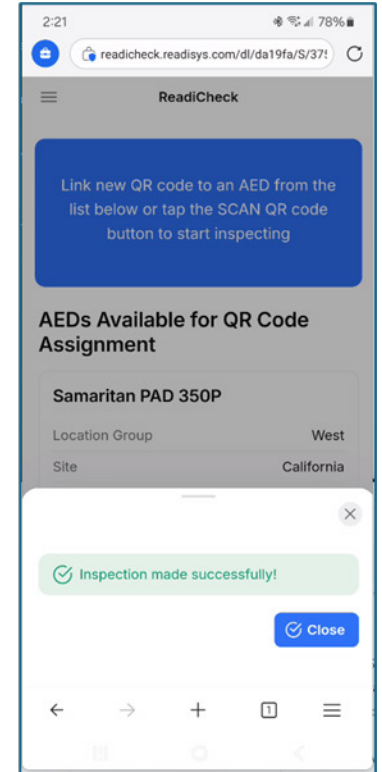 2:21
78%
readicheck.readisys.com/dl/da19fa/S/375
ReadiCheck
Link new QR code to an AED from the
list below or tap the SCAN QR code
button to start inspecting
AEDs Available for QR Code
Assignment
Samaritan PAD 350P
Location Group West
Site California
Inspection made successfully!
Close
1